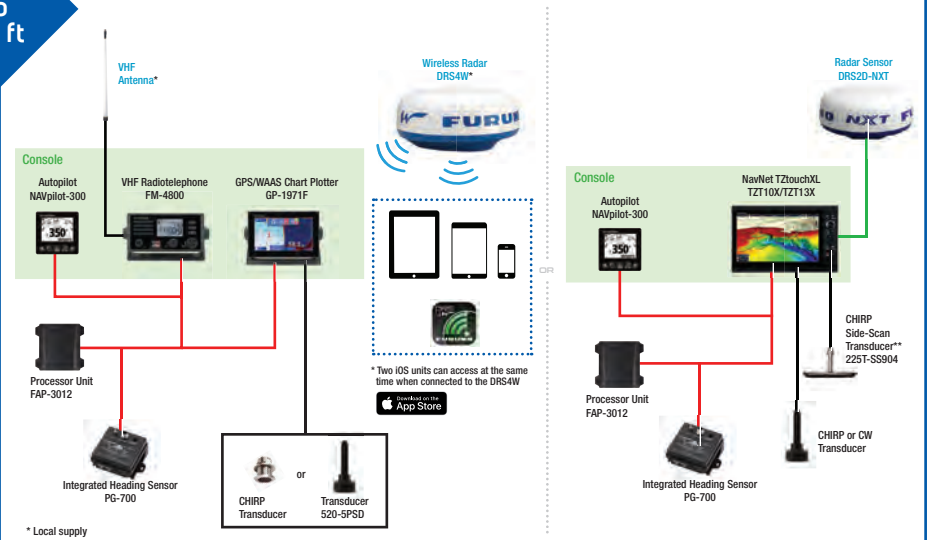 ft
VHF
Antenna*
Wireless Radar
DRS4W*
FURU
Radar Sensor
DRS2D-NXT
NXT
Console
Autopilot
NAVpilot-300
VHF Radiotelephone
FM-4800
GPS/WAAS Chart Plotter
GP-1971F
350°
Processor Unit
FAP-3012
Integrated Heading Sensor
PG-700
CHIRP
Transducer
or
Transducer
520-5PSD
* Two iOS units can access at the same
time when connected to the DRS4W
Download on the
App Store
* Local supply
OR
Console
Autopilot
NAVpilot-300
NavNet TZtouchXL
TZT10X/TZT13X
350°
CHIRP
Side-Scan
Transducer**
225T-SS904
Processor Unit
FAP-3012
CHIRP or CW
Transducer
Integrated Heading Sensor
PG-700